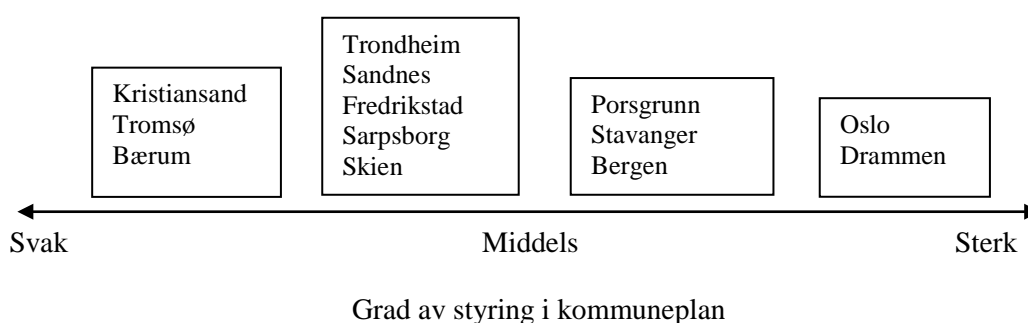 Kristiansand
Tromsø
Bærum
Trondheim
Sandnes
Fredrikstad
Sarpsborg
Skien
Porsgrunn
Stavanger
Bergen
Oslo
Drammen
Svak
Middels
Sterk
Grad av styring i kommuneplan